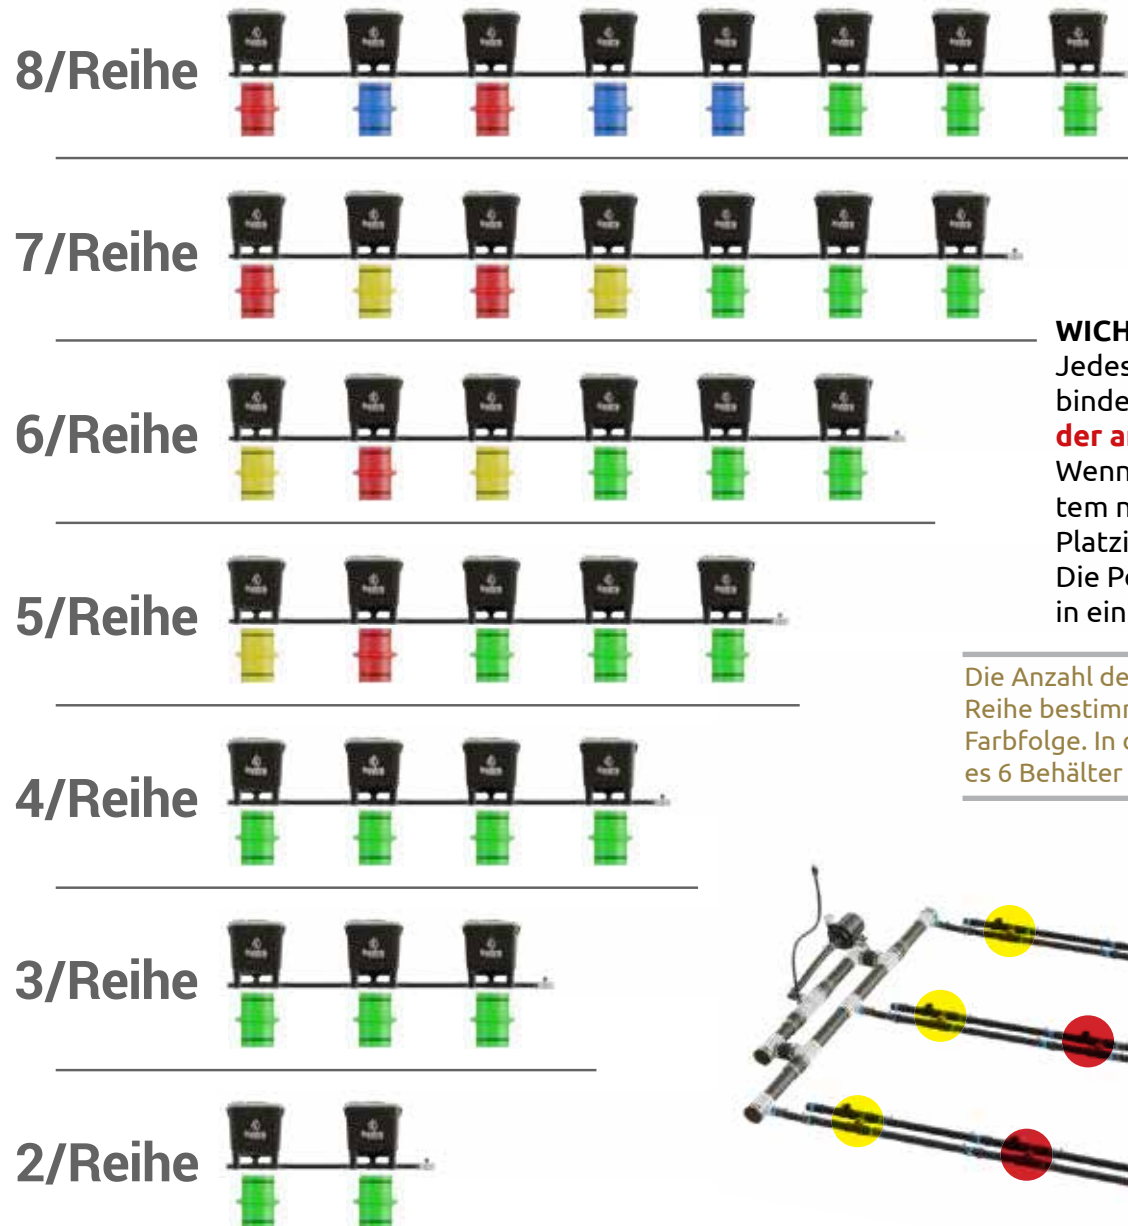 8/Reihe
7/Reihe
6/Reihe
5/Reihe
4/Reihe
3/Reihe
2/Reihe
WICH
Jedes
binde
der a
Wenn
tem n
Platzi
Die P
in ein
Die Anzahl de
Reihe bestim
Farbfolge. In
es 6 Behälter